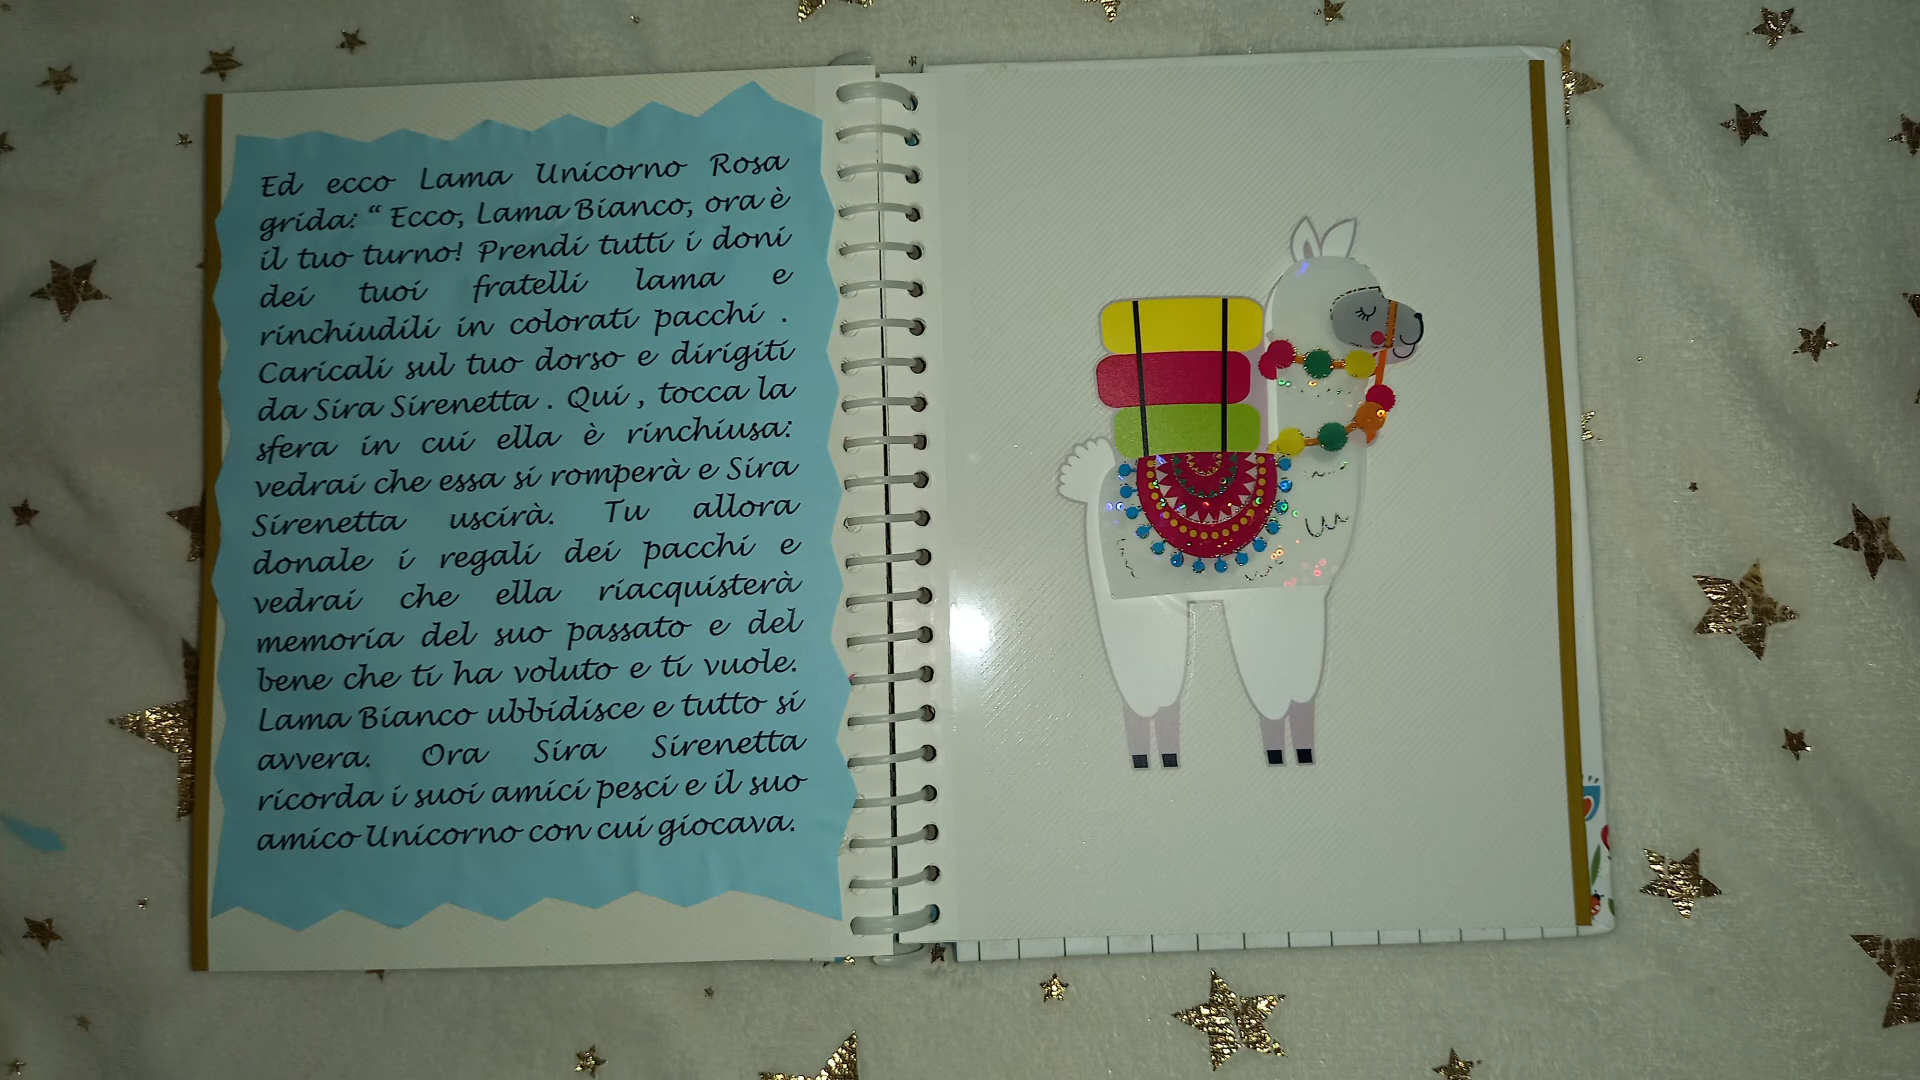 Ed ecco Lama Unicorno Rosa
grida: “ Ecco, Lama Bianco, ora è
il tuo turno! Prendi tutti i doni
dei tuoi fratelli lama e
rinchiudili in colorati pacchi .
Caricali sul tuo dorso e dirigiti
da Sira Sirenetta . Qui , tocca la
sfera in cui ella è rinchiusa:
vedrai che essa si romperà e Sira
Sirenetta uscirà. Tu allora
donale i regali dei pacchi e
vedrai che ella riacquisterà
memoria del suo passato e del
bene che ti ha voluto e ti vuole.
Lama Bianco ubbidisce e tutto si
avvera. Ora Sira Sirenetta
ricorda i suoi amici pesci e il suo
amico Unicorno con cui giocava.